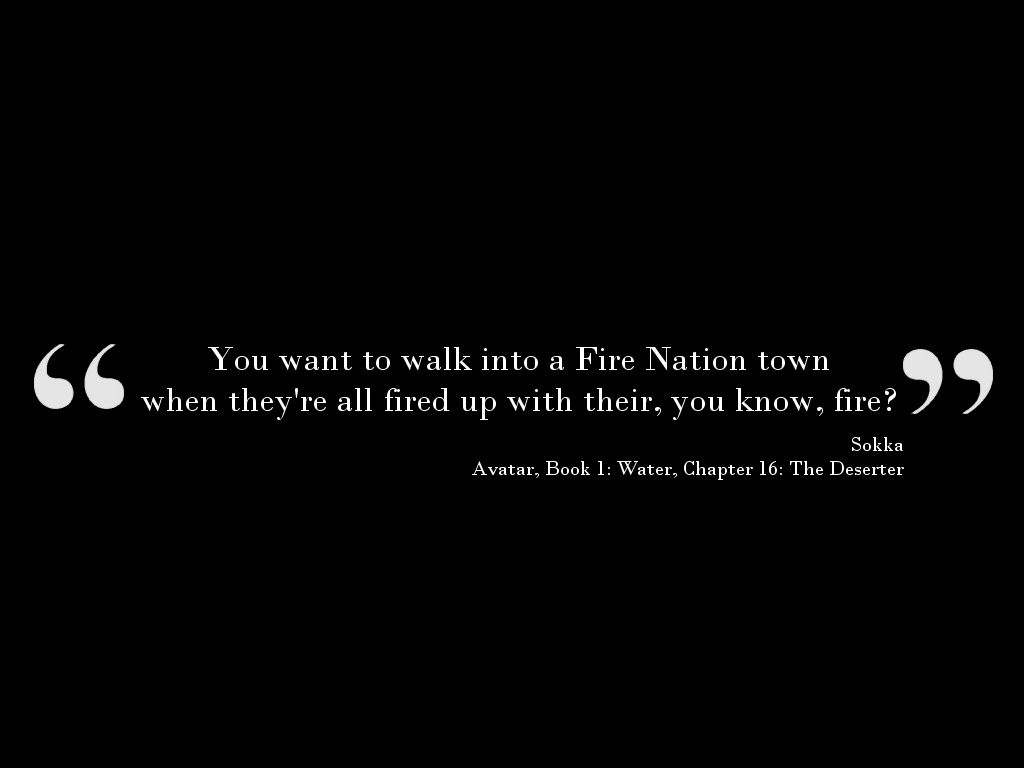 “ You want to walk into a Fire Nation town
when they're all fired up with their, you know, fire? ”
Sokka
Avatar, Book 1: Water, Chapter 16: The Deserter